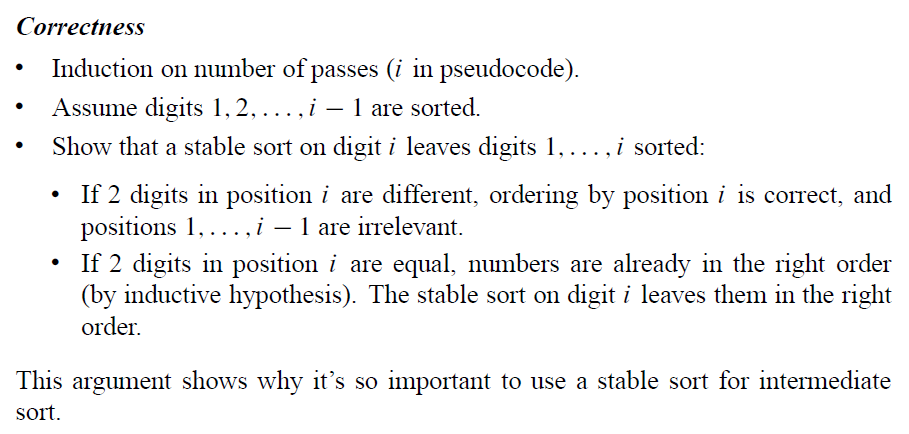 Correctness
• Induction on number of passes (i in pseudocode).
• Assume digits 1, 2, . . . , i − 1 are sorted.
• Show that a stable sort on digit i leaves digits 1, . . . , i sorted:
• If 2 digits in position i are different, ordering by position i is correct, and
positions 1, . . . , i − 1 are irrelevant.
• If 2 digits in position i are equal, numbers are already in the right order
(by inductive hypothesis). The stable sort on digit i leaves them in the right
order.
This argument shows why it’s so important to use a stable sort for intermediate
sort.